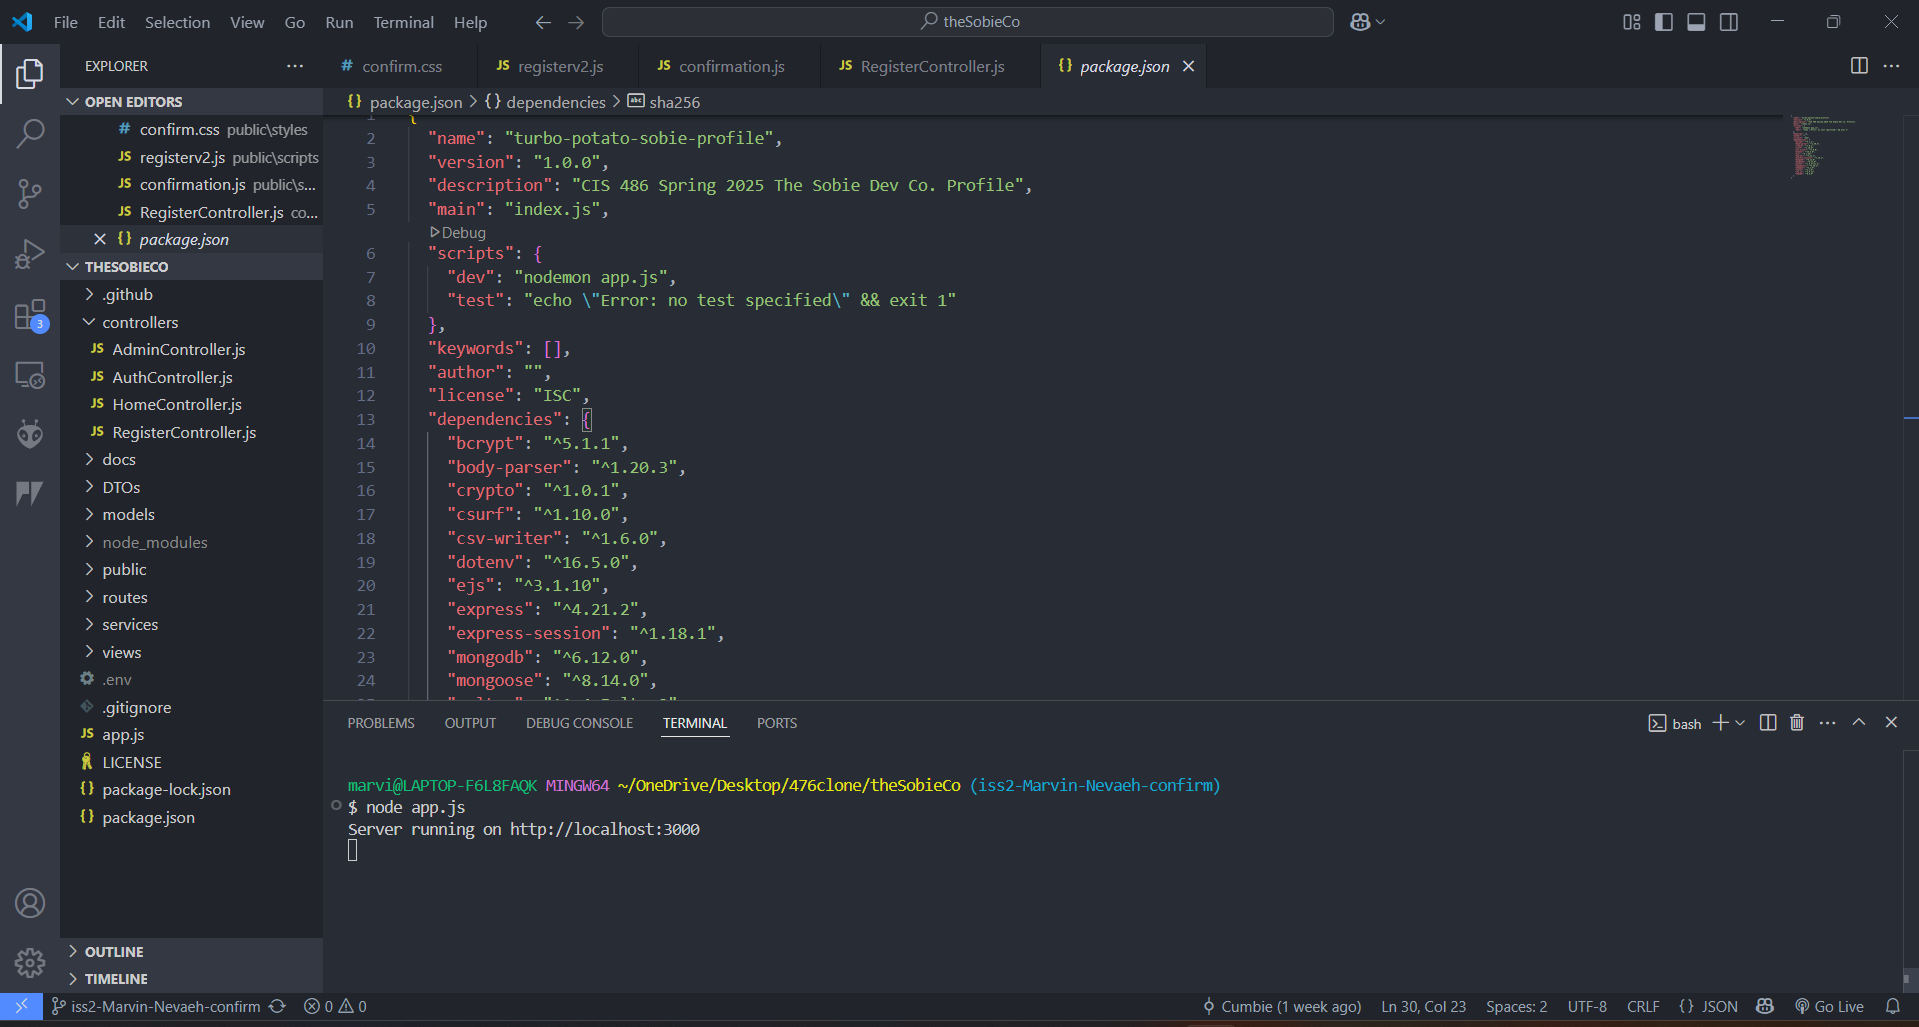 File Edit Selection View Go Run Terminal Help
theSobieCo
EXPLORER
confirm.css
registerv2.js
confirmation.js
RegisterController.js
package.json
OPEN EDITORS
confirm.css public\styles
registerv2.js public\scripts
confirmation.js public\s...
RegisterController.js co...
package.json
THESOBIECO
.github
controllers
AdminController.js
AuthController.js
HomeController.js
RegisterController.js
docs
DTOs
models
node_modules
public
routes
services
views
.env
.gitignore
app.js
LICENSE
package-lock.json
package.json
OUTLINE
TIMELINE
package.json > {} dependencies > abc sha256
1 {
2 "name": "turbo-potato-sobie-profile",
3 "version": "1.0.0",
4 "description": "CIS 486 Spring 2025 The Sobie Dev Co. Profile",
5 "main": "index.js",
Debug
6 "scripts": {
7 "dev": "nodemon app.js",
8 "test": "echo \"Error: no test specified\" && exit 1"
9 },
10 "keywords": [],
11 "author": "",
12 "license": "ISC",
13 "dependencies": {
14 "bcrypt": "^5.1.1",
15 "body-parser": "^1.20.3",
16 "crypto": "^1.0.1",
17 "csurf": "^1.10.0",
18 "csv-writer": "^1.6.0",
19 "dotenv": "^16.5.0",
20 "ejs": "^3.1.10",
21 "express": "^4.21.2",
22 "express-session": "^1.18.1",
23 "mongodb": "^6.12.0",
24 "mongoose": "^8.14.0",
PROBLEMS OUTPUT DEBUG CONSOLE TERMINAL PORTS
bash
marvi@LAPTOP-F6L8FAQK MINGW64 ~/OneDrive/Desktop/476clone/theSobieCo (iss2-Marvin-Nevaeh-confirm)
$ node app.js
Server running on http://localhost:3000
3
iss2-Marvin-Nevaeh-confirm 0 0
Cumbie (1 week ago) Ln 30, Col 23 Spaces: 2 UTF-8 CRLF {} JSON Go Live